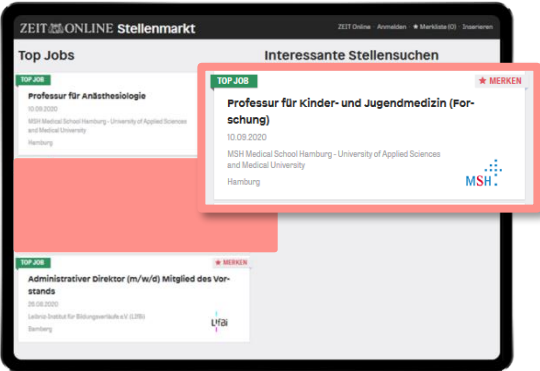 ZEIT ONLINE Stellenmarkt
ZEIT Online · Anmelden · ★ Merkliste (0) · Inserieren
Top Jobs
Interessante Stellensuchen
TOP JOB
Professur für Anästhesiologie
10.09.2020
MSH Medical School Hamburg - University of Applied Sciences
and Medical University
Hamburg
TOP JOB
★ MERKEN
Professur für Kinder- und Jugendmedizin (For-
schung)
10.09.2020
MSH Medical School Hamburg - University of Applied Sciences
and Medical University
Hamburg
MSH
TOP JOB
★ MERKEN
Administrativer Direktor (m/w/d) Mitglied des Vor-
stands
26.08.2020
Leibniz-Institut für Bildungsverläufe e.V. (LIfBi)
Bamberg
LIfBi